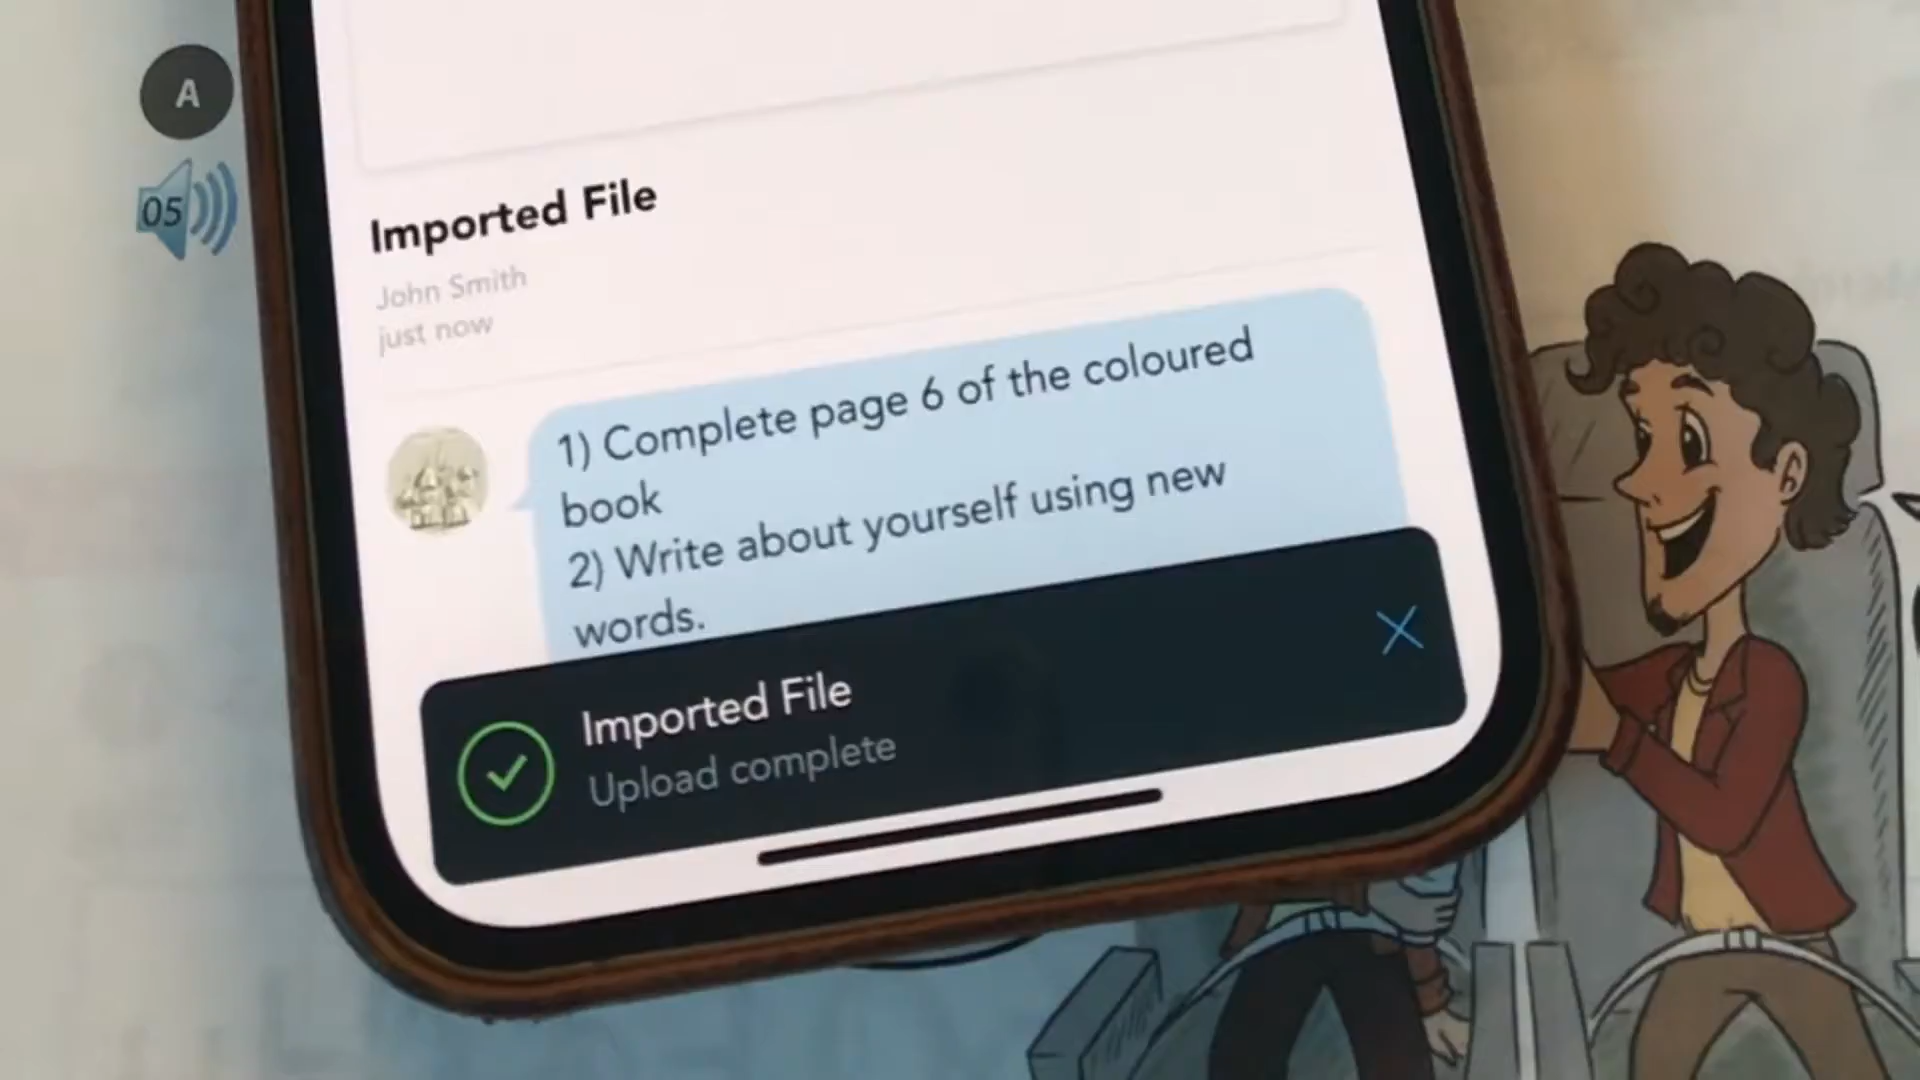 A
05
Imported File
John Smith
just now
1) Complete page 6 of the coloured
book
2) Write about yourself using new
words.
Imported File
Upload complete